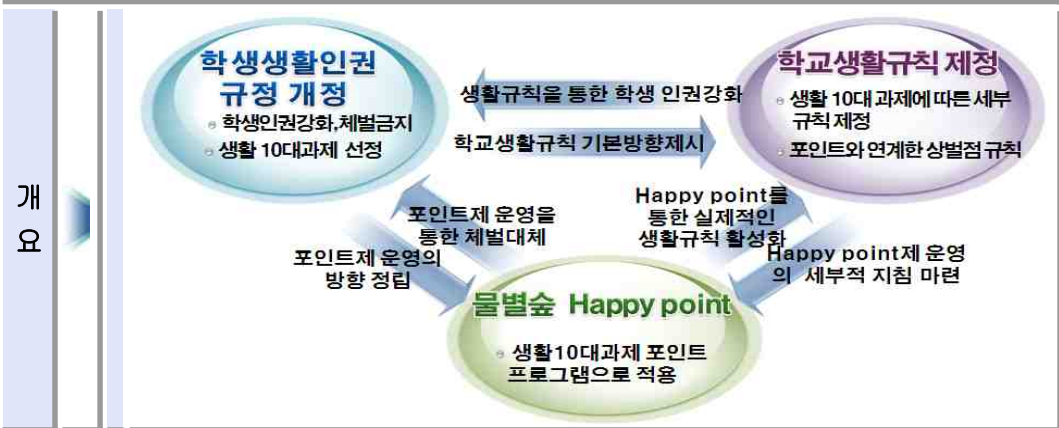 개
요
학생생활인권
규정 개정
학생인권강화,체벌금지
생활 10대과제 선정
생활규칙을 통한 학생 인권강화
학교생활규칙 기본방향제시
학교생활규칙 제정
생활 10대 과제에 따른 세부
규칙 제정
포인트와 연계한 상벌점 규칙
포인트제 운영을
통한 체벌대체
포인트제 운영의
방향 정립
Happy point를
통한 실제적인
생활규칙 활성화
Happy point제 운영
의 세부적 지침 마련
물별숲 Happy point
생활10대과제 포인트
프로그램으로 적용